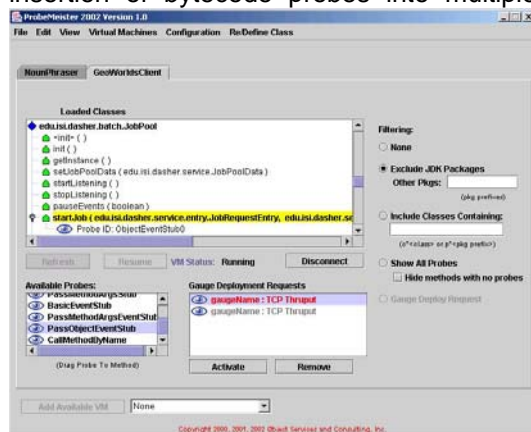 insertion of bytecode probes into multiple
ProbeMeister 2002 Version 1.0
File Edit View Virtual Machines Configuration Re/Define Class
NounPhraser GeoWorldsClient
Loaded Classes
edu.isi.dasher.batch.JobPool
<init> ( )
init ( )
getInstance ( )
setJobPoolData ( edu.isi.dasher.service.JobPoolData )
startListening ( )
stopListening ( )
pauseEvents ( boolean )
startJob ( edu.isi.dasher.service.entry.JobRequestEntry, edu.isi.dasher.se
Probe ID: ObjectEventStub0
Refresh Resume VM Status: Running Disconnect
Filtering:
None
Exclude JDK Packages
Other Pkgs:
(pkg prefixes)
Include Classes Containing:
(c*<class> or p*<pkg prefix>)
Show All Probes
Hide methods with no probes
Gauge Deploy Request
Available Probes:
PassMethodArgsStub
BasicEventStub
PassMethodArgsEventStub
PassObjectEventStub
CallMethodByName
(Drag Probe To Method)
Gauge Deployment Requests
gaugeName : TCP Thruput
gaugeName : TCP Thruput
Activate Remove
Add Available VM None
Copyright 2000, 2001, 2002 Object Services and Consulting, Inc.